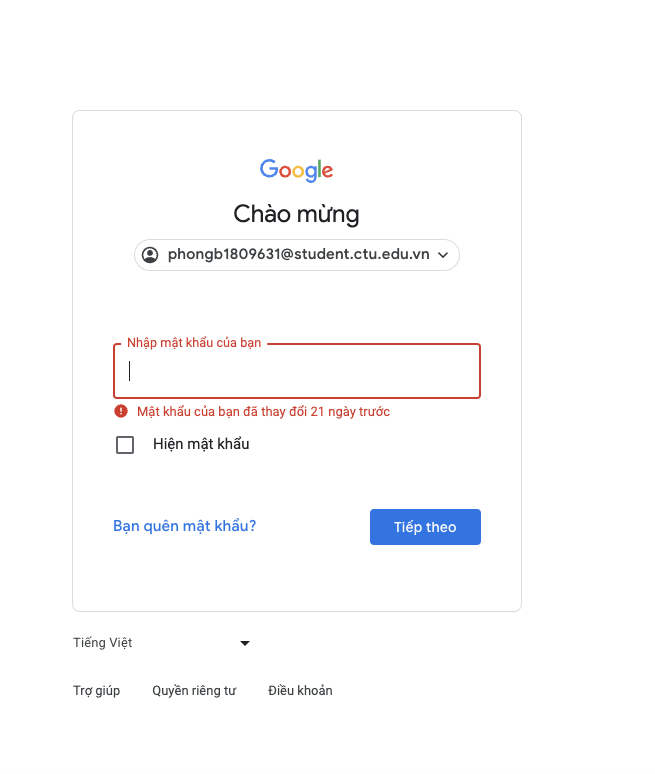 Google
Chào mừng
phongb1809631@student.ctu.edu.vn
Nhập mật khẩu của bạn
Mật khẩu của bạn đã thay đổi 21 ngày trước
Hiện mật khẩu
Bạn quên mật khẩu?
Tiếp theo
Tiếng Việt
Trợ giúp
Quyền riêng tư
Điều khoản